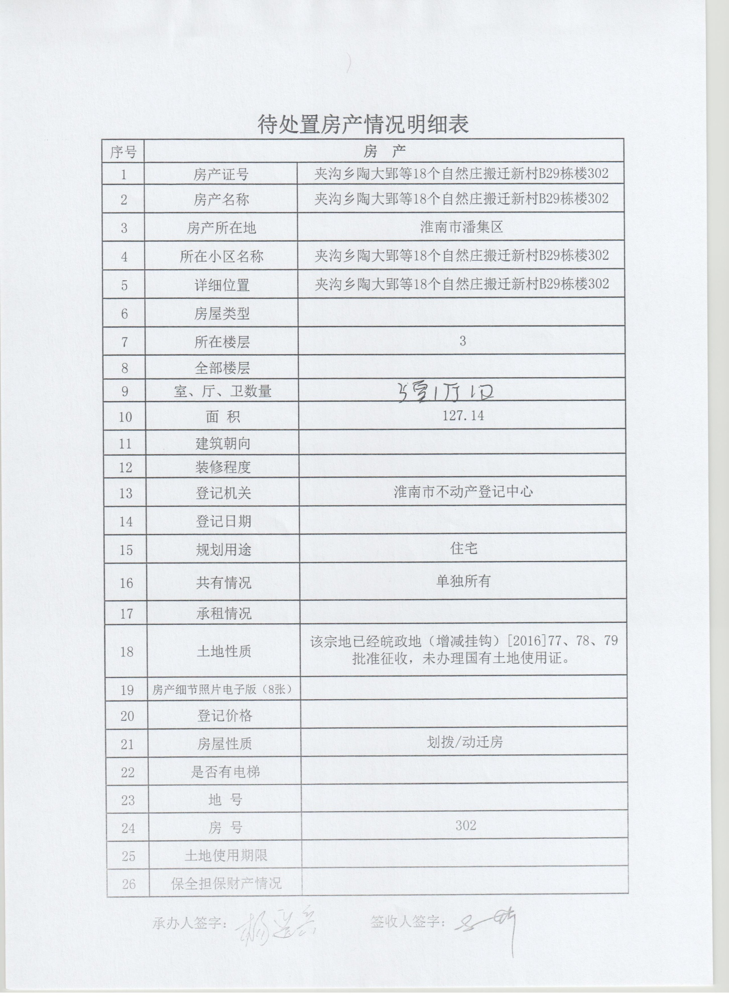 待处置房产情况明细表
序号 房 产
1 房产证号 夹沟乡陶大郢等18个自然庄搬迁新村B29栋楼302
2 房产名称 夹沟乡陶大郢等18个自然庄搬迁新村B29栋楼302
3 房产所在地 淮南市潘集区
4 所在小区名称 夹沟乡陶大郢等18个自然庄搬迁新村B29栋楼302
5 详细位置 夹沟乡陶大郢等18个自然庄搬迁新村B29栋楼302
6 房屋类型
7 所在楼层 3
8 全部楼层
9 室、厅、卫数量 室1厅1卫
10 面 积 127.14
11 建筑朝向
12 装修程度
13 登记机关 淮南市不动产登记中心
14 登记日期
15 规划用途 住宅
16 共有情况 单独所有
17 承租情况
18 土地性质 该宗地已经皖政地（增减挂钩）[2016]77、78、79
批准征收，未办理国有土地使用证。
19 房产细节照片电子版（8张）
20 登记价格
21 房屋性质 划拨/动迁房
22 是否有电梯
23 地 号
24 房 号 302
25 土地使用期限
26 保全担保财产情况
承办人签字： 签收人签字：